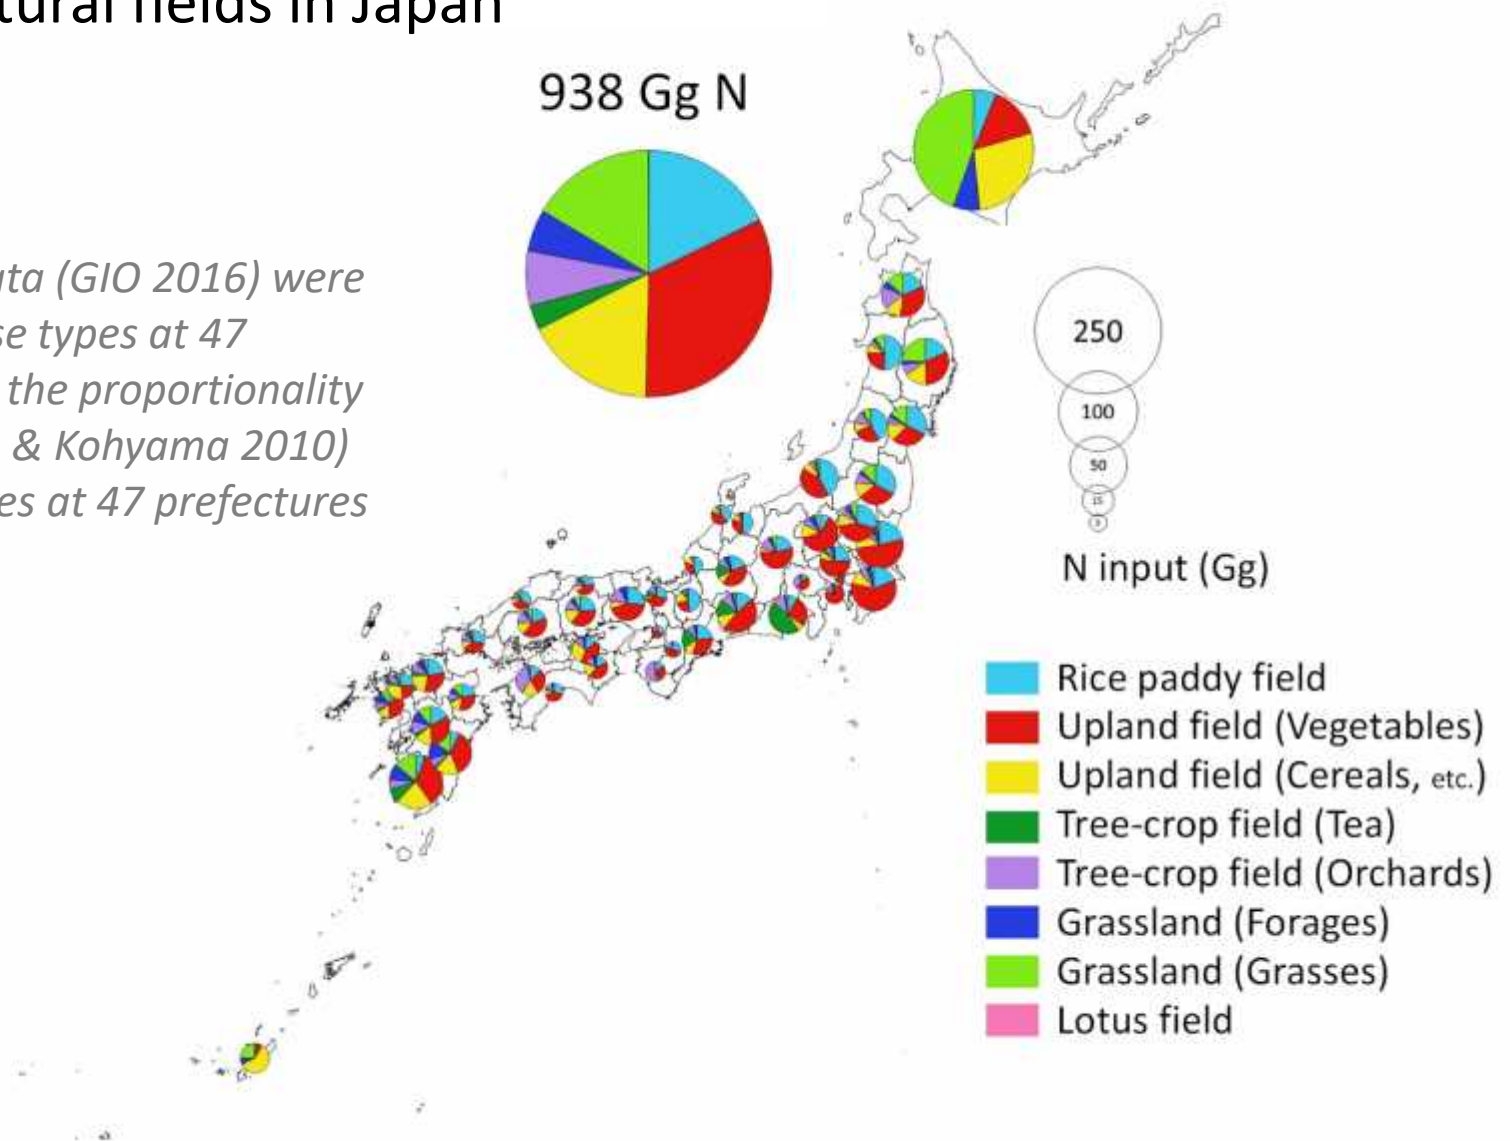 tural fields in Japan
938 Gg N
ata (GIO 2016) were
se types at 47
the proportionality
& Kohyama 2010)
es at 47 prefectures
250
100
50
15
N input (Gg)
Rice paddy field
Upland field (Vegetables)
Upland field (Cereals, etc.)
Tree-crop field (Tea)
Tree-crop field (Orchards)
Grassland (Forages)
Grassland (Grasses)
Lotus field